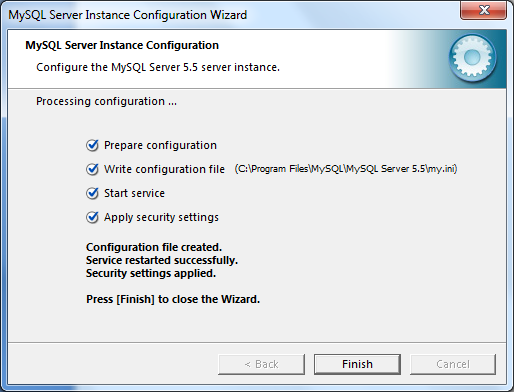 MySQL Server Instance Configuration Wizard
MySQL Server Instance Configuration
Configure the MySQL Server 5.5 server instance.
Processing configuration ...
Prepare configuration
Write configuration file (C:\Program Files\MySQL\MySQL Server 5.5\my.ini)
Start service
Apply security settings
Configuration file created.
Service restarted successfully.
Security settings applied.
Press [Finish] to close the Wizard.
< Back Finish Cancel